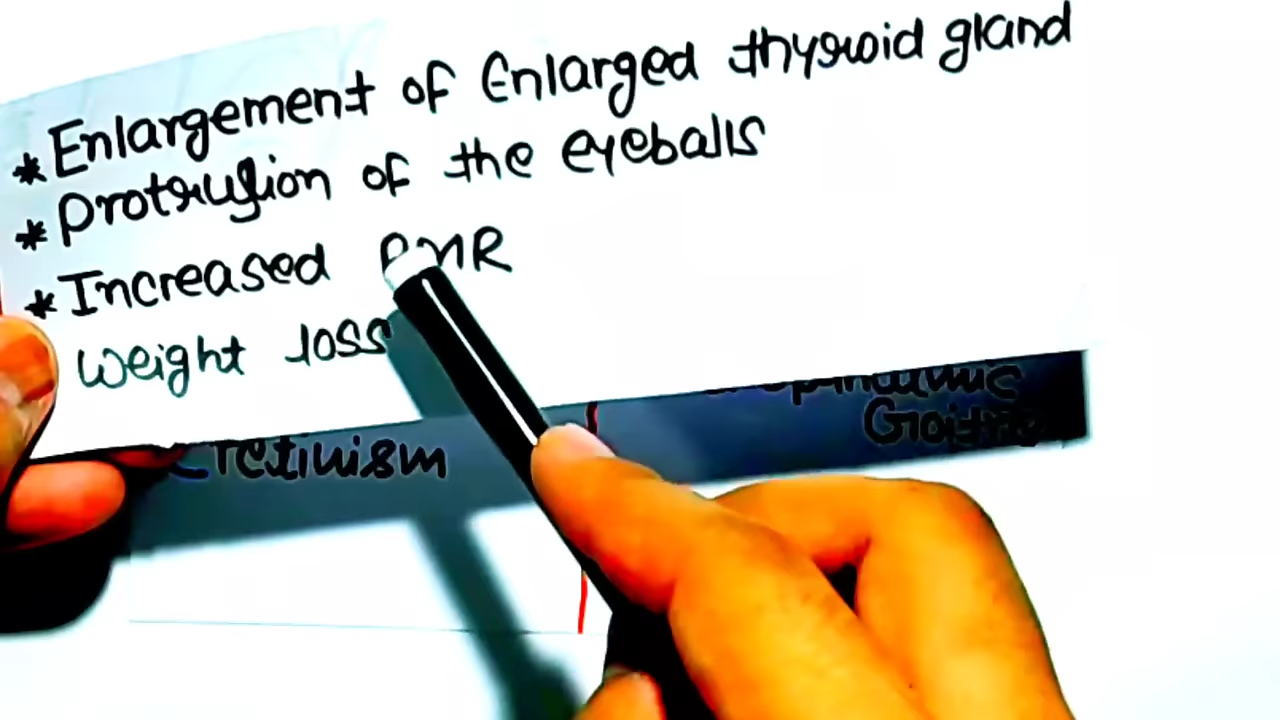 * Enlargement of Enlarged thyroid gland
* Protrusion of the eyeballs
* Increased BMR
Weight loss
Cretinism
Goitre